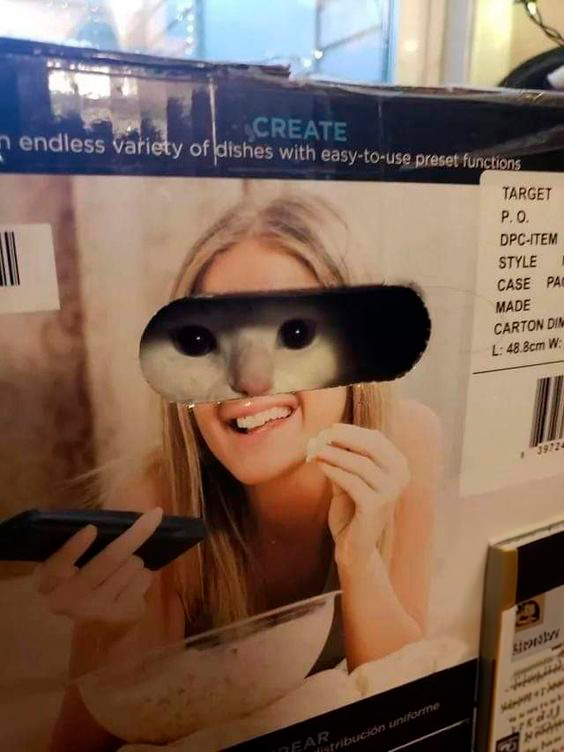 CREATE
endless variety of dishes with easy-to-use preset functions
TARGET
P. O.
DPC-ITEM
STYLE
CASE
MADE
CARTON
L: 48.8cm W:
39724
distribución uniforme